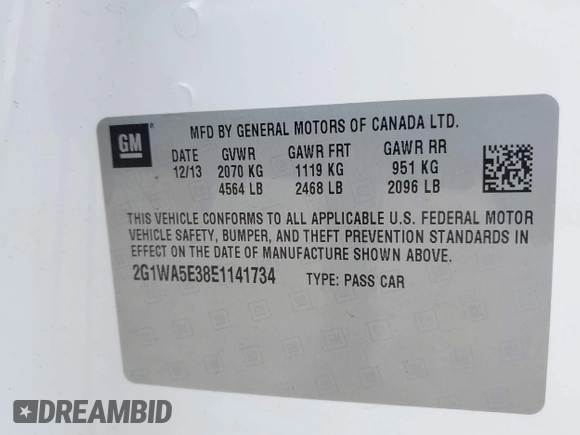 GM
MFD BY GENERAL MOTORS OF CANADA LTD.
DATE GVWR GAWR FRT GAWR RR
12/13 2070 KG 1119 KG 951 KG
4564 LB 2468 LB 2096 LB
THIS VEHICLE CONFORMS TO ALL APPLICABLE U.S. FEDERAL MOTOR
VEHICLE SAFETY, BUMPER, AND THEFT PREVENTION STANDARDS IN
EFFECT ON THE DATE OF MANUFACTURE SHOWN ABOVE.
2G1WA5E38E1141734 TYPE: PASS CAR
DREAMBID